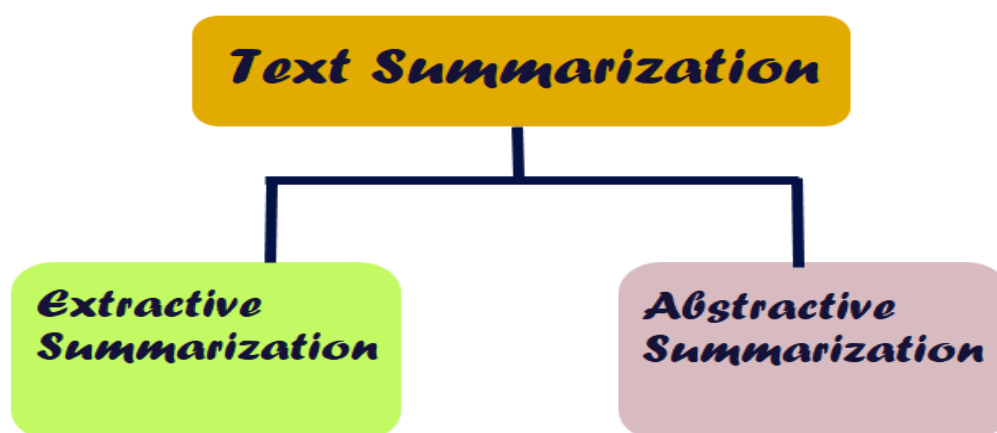 Text Summarization
Extractive
Summarization
Abstractive
Summarization